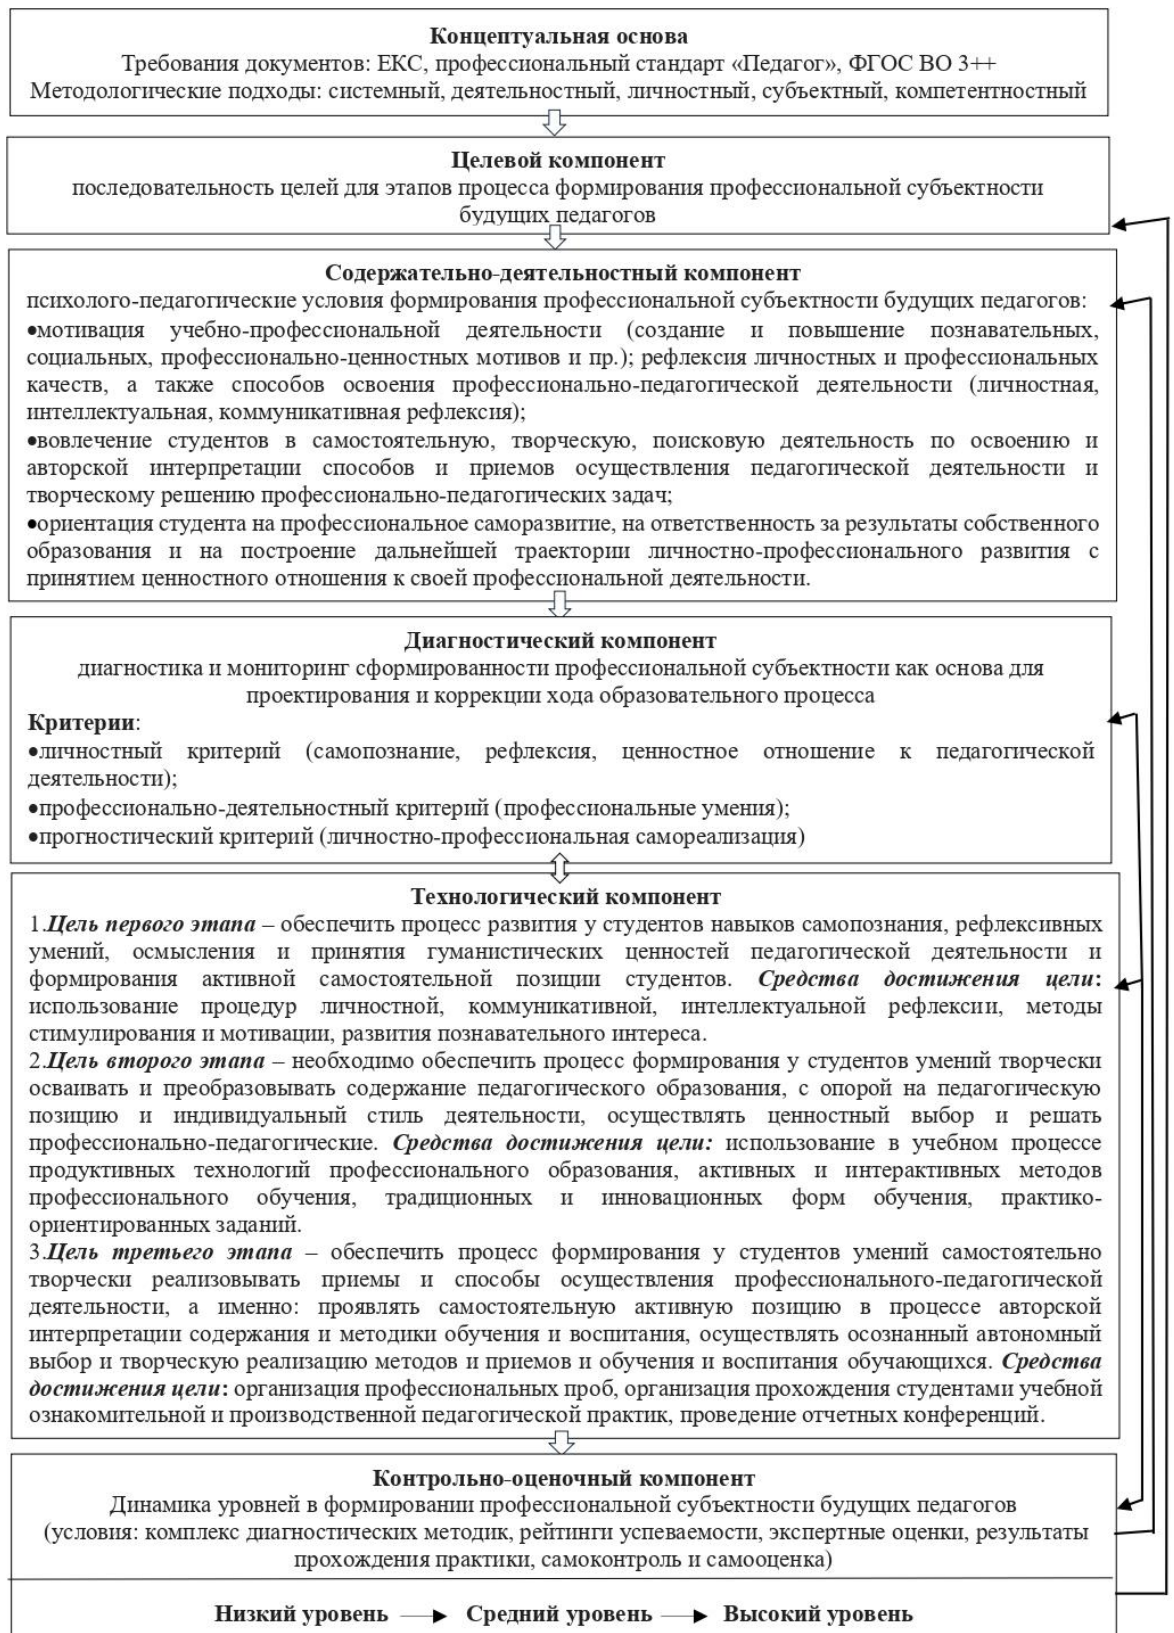 Концептуальная основа
Требования документов: ЕКС, профессиональный стандарт «Педагог», ФГОС ВО 3++
Методологические подходы: системный, деятельностный, личностный, субъектный, компетентностный
Целевой компонент
последовательность целей для этапов процесса формирования профессиональной субъектности
будущих педагогов
Содержательно-деятельностный компонент
психолого-педагогические условия формирования профессиональной субъектности будущих педагогов:
•мотивация учебно-профессиональной деятельности (создание и повышение познавательных,
социальных, профессионально-ценностных мотивов и пр.); рефлексия личностных и профессиональных
качеств, а также способов освоения профессионально-педагогической деятельности (личностная,
интеллектуальная, коммуникативная рефлексия);
•вовлечение студентов в самостоятельную, творческую, поисковую деятельность по освоению и
авторской интерпретации способов и приемов осуществления педагогической деятельности и
творческому решению профессионально-педагогических задач;
•ориентация студента на профессиональное саморазвитие, на ответственность за результаты собственного
образования и на построение дальнейшей траектории личностно-профессионального развития с
принятием ценностного отношения к своей профессиональной деятельности.
Диагностический компонент
диагностика и мониторинг сформированности профессиональной субъектности как основа для
проектирования и коррекции хода образовательного процесса
Критерии:
•личностный критерий (самопознание, рефлексия, ценностное отношение к педагогической
деятельности);
•профессионально-деятельностный критерий (профессиональные умения);
•прогностический критерий (личностно-профессиональная самореализация)
Технологический компонент
1.Цель первого этапа – обеспечить процесс развития у студентов навыков самопознания, рефлексивных
умений, осмысления и принятия гуманистических ценностей педагогической деятельности и
формирования активной самостоятельной позиции студентов. Средства достижения цели:
использование процедур личностной, коммуникативной, интеллектуальной рефлексии, методы
стимулирования и мотивации, развития познавательного интереса.
2.Цель второго этапа – необходимо обеспечить процесс формирования у студентов умений творчески
осваивать и преобразовывать содержание педагогического образования, с опорой на педагогическую
позицию и индивидуальный стиль деятельности, осуществлять ценностный выбор и решать
профессионально-педагогические. Средства достижения цели: использование в учебном процессе
продуктивных технологий профессионального образования, активных и интерактивных методов
профессионального обучения, традиционных и инновационных форм обучения, практико-
ориентированных заданий.
3.Цель третьего этапа – обеспечить процесс формирования у студентов умений самостоятельно
творчески реализовывать приемы и способы осуществления профессионального-педагогической
деятельности, а именно: проявлять самостоятельную активную позицию в процессе авторской
интерпретации содержания и методики обучения и воспитания, осуществлять осознанный автономный
выбор и творческую реализацию методов и приемов и обучения и воспитания обучающихся. Средства
достижения цели: организация профессиональных проб, организация прохождения студентами учебной
ознакомительной и производственной педагогической практик, проведение отчетных конференций.
Контрольно-оценочный компонент
Динамика уровней в формировании профессиональной субъектности будущих педагогов
(условия: комплекс диагностических методик, рейтинги успеваемости, экспертные оценки, результаты
прохождения практики, самоконтроль и самооценка)
Низкий уровень Средний уровень Высокий уровень